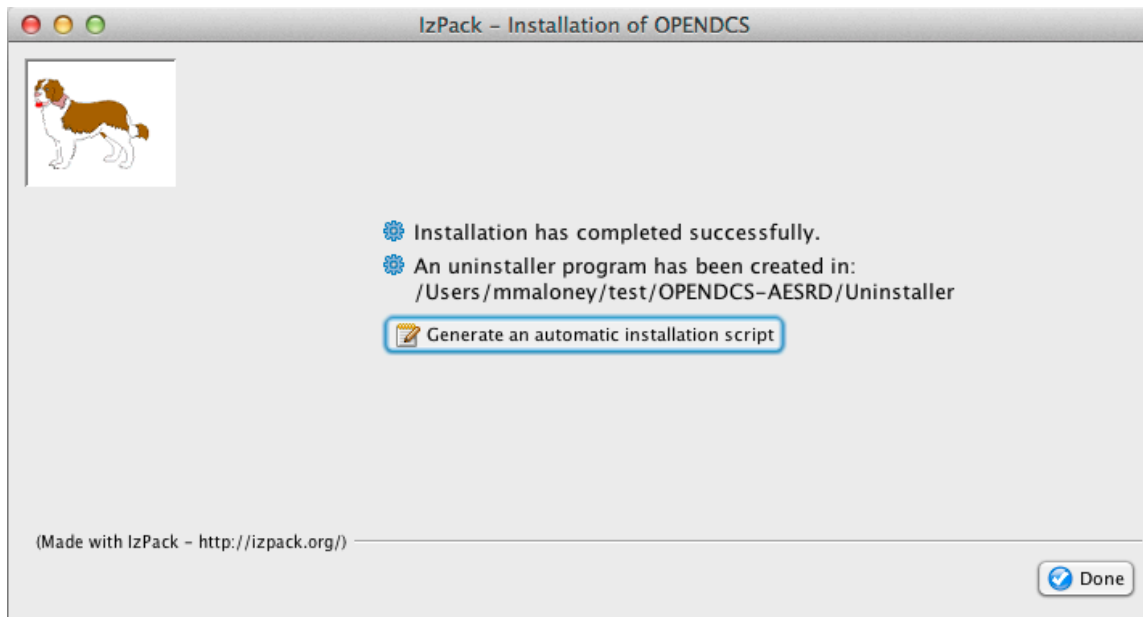 IzPack – Installation of OPENDCS
Installation has completed successfully.
An uninstaller program has been created in:
/Users/mmaloney/test/OPENDCS-AESRD/Uninstaller
Generate an automatic installation script
(Made with IzPack – http://izpack.org/)
Done